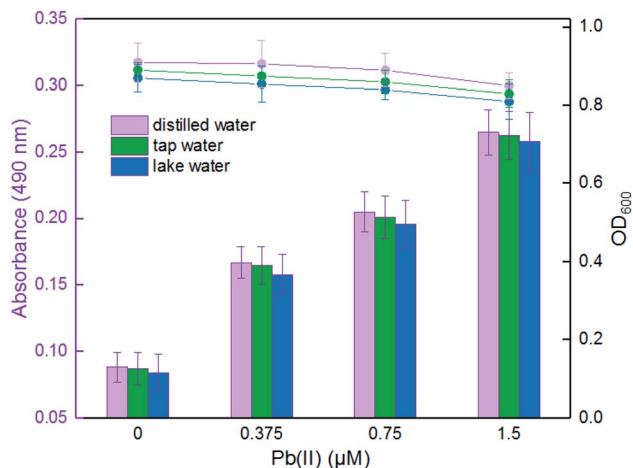 0.35
0.30
0.25
0.20
0.15
0.10
0.05
Absorbance (490 nm)
distilled water
tap water
lake water
1.0
0.8
0.6
0.4
0.2
0.0
OD₆₀₀
0
0.375
0.75
1.5
Pb(II) (μM)